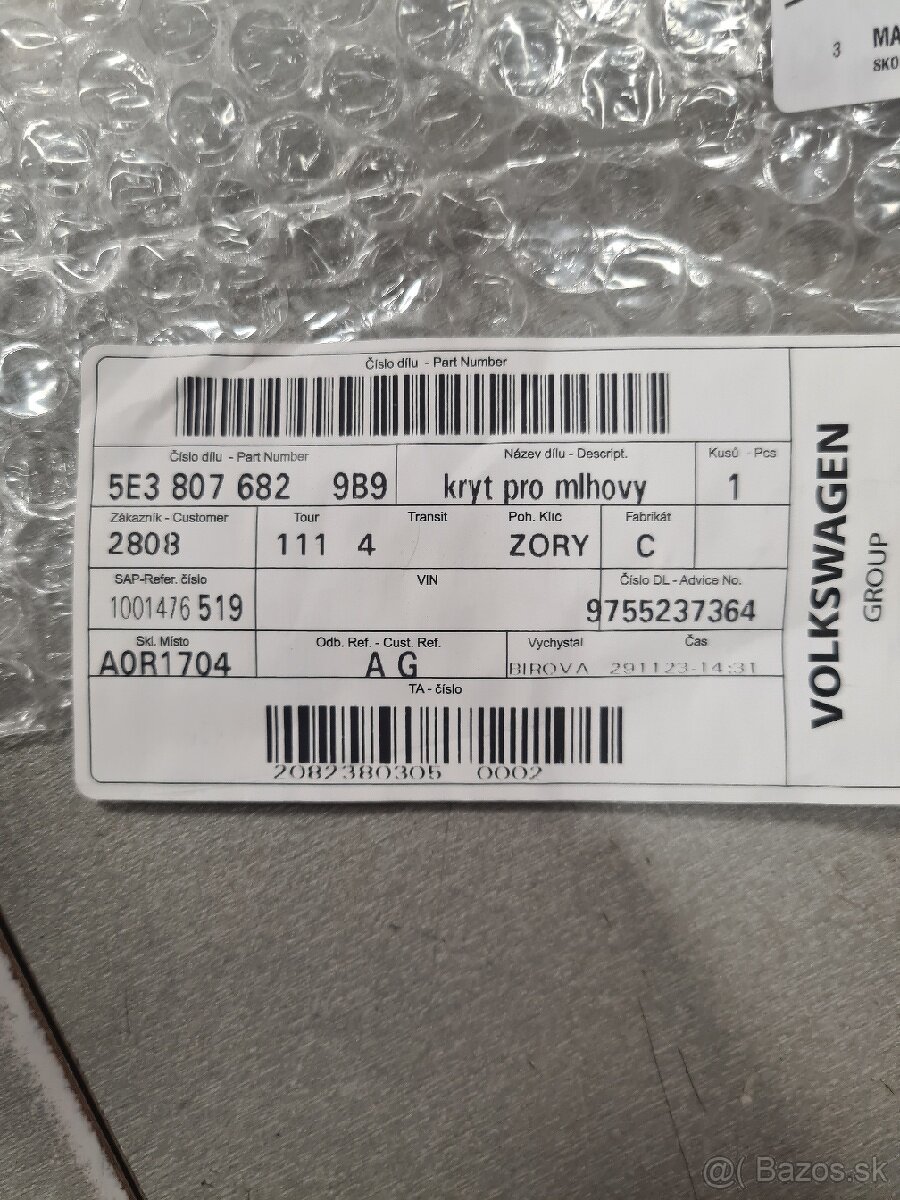 3 MA
SKO
Číslo dílu - Part Number
Číslo dílu - Part Number Název dílu - Descript. Kusů - Pcs
5E3 807 682 9B9 kryt pro mlhovy 1
Zákazník - Customer Tour Transit Poh. Klic Fabrikát
2808 111 4 ZORY C
SAP-Refer. číslo VIN Číslo DL - Advice No.
1001476 519 9755237364
Skl. Místo Odb. Ref. - Cust. Ref. Vychystal Čas
A0R1704 A G BIROVA 291123-14:31
TA - číslo
2082380305 0002
VOLKSWAGEN
GROUP
@( Bazos.sk